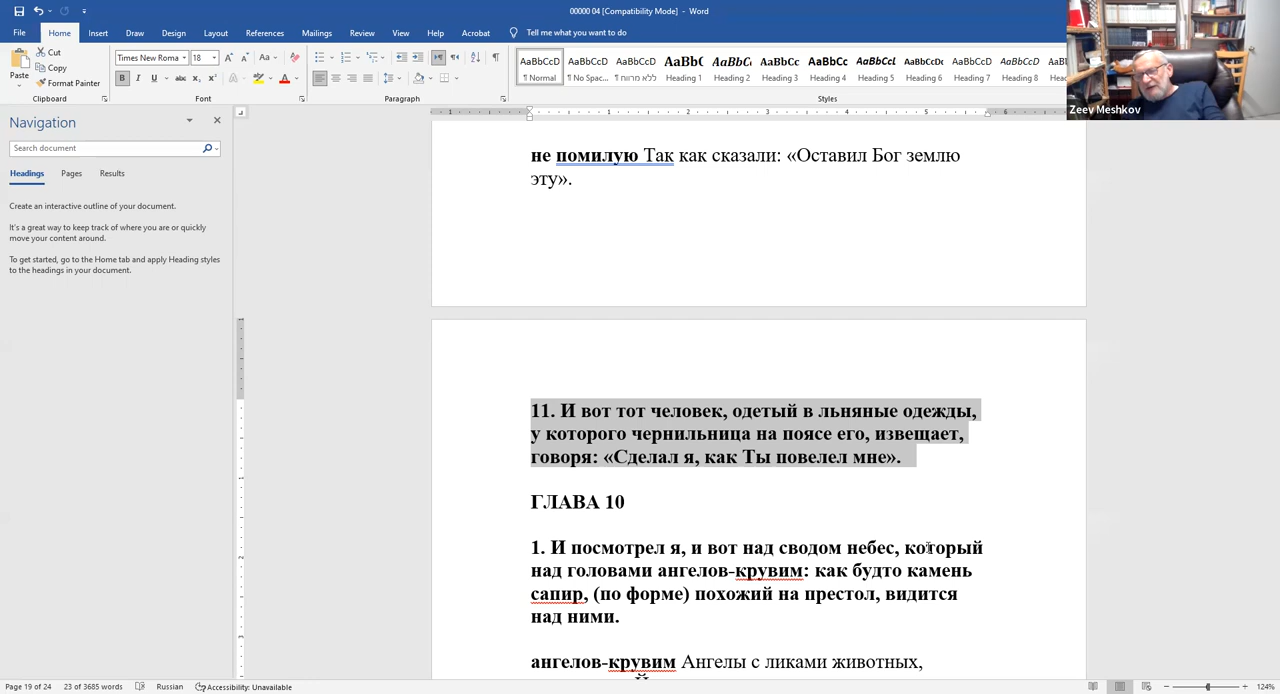 00000 04 [Compatibility Mode] - Word
File Home Insert Draw Design Layout References Mailings Review View Help Acrobat Tell me what you want to do
Paste
Cut
Copy
Format Painter
Clipboard
Times New Roma 18
Font
Paragraph
AaBbCcD AaBbCcD AaBbCcD AaBbC AaBbC AaBbCc AaBbCc AaBbCcL AaBbCcDc AaBbCcD AaBbCcD
¶ Normal ¶ No Spac... Heading 1 Heading 2 Heading 3 Heading 4 Heading 5 Heading 6 Heading 7 Heading 8
Styles
Zeev Meshkov
Navigation
Search document
Headings Pages Results
Create an interactive outline of your document.
It's a great way to keep track of where you are or quickly
move your content around.
To get started, go to the Home tab and apply Heading styles
to the headings in your document.
не помилую Так как сказали: «Оставил Бог землю
эту».
11. И вот тот человек, одетый в льняные одежды,
у которого чернильница на поясе его, извещает,
говоря: «Сделал я, как Ты повелел мне».
ГЛАВА 10
1. И посмотрел я, и вот над сводом небес, который
над головами ангелов-крувим: как будто камень
сапир, (по форме) похожий на престол, видится
над ними.
ангелов-крувим Ангелы с ликами животных,
Page 19 of 24 23 of 3685 words Russian Accessibility: Unavailable 124%